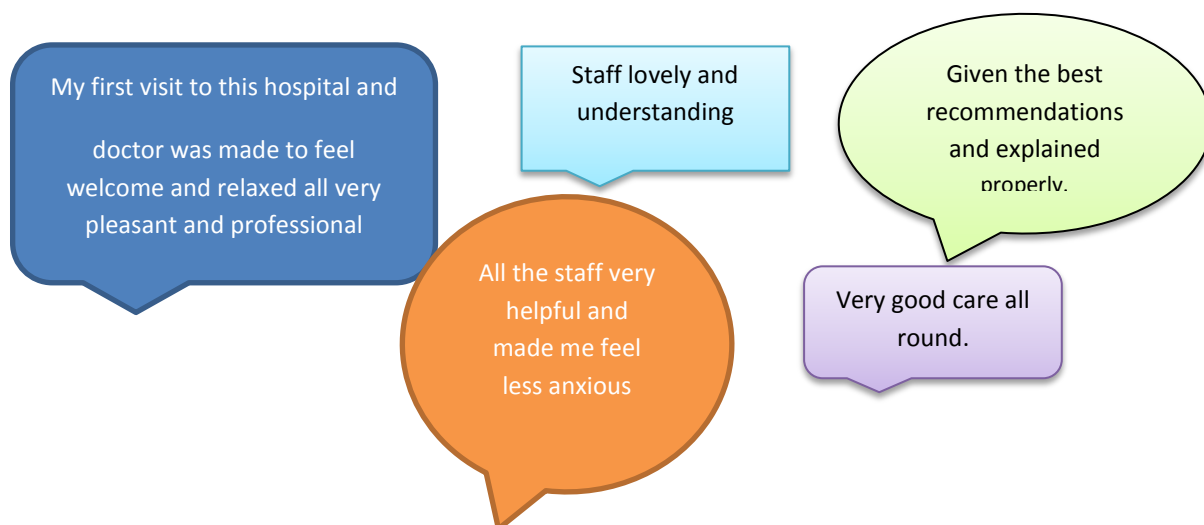 My first visit to this hospital and
doctor was made to feel
welcome and relaxed all very
pleasant and professional
Staff lovely and
understanding
Given the best
recommendations
and explained
properly.
All the staff very
helpful and
made me feel
less anxious
Very good care all
round.